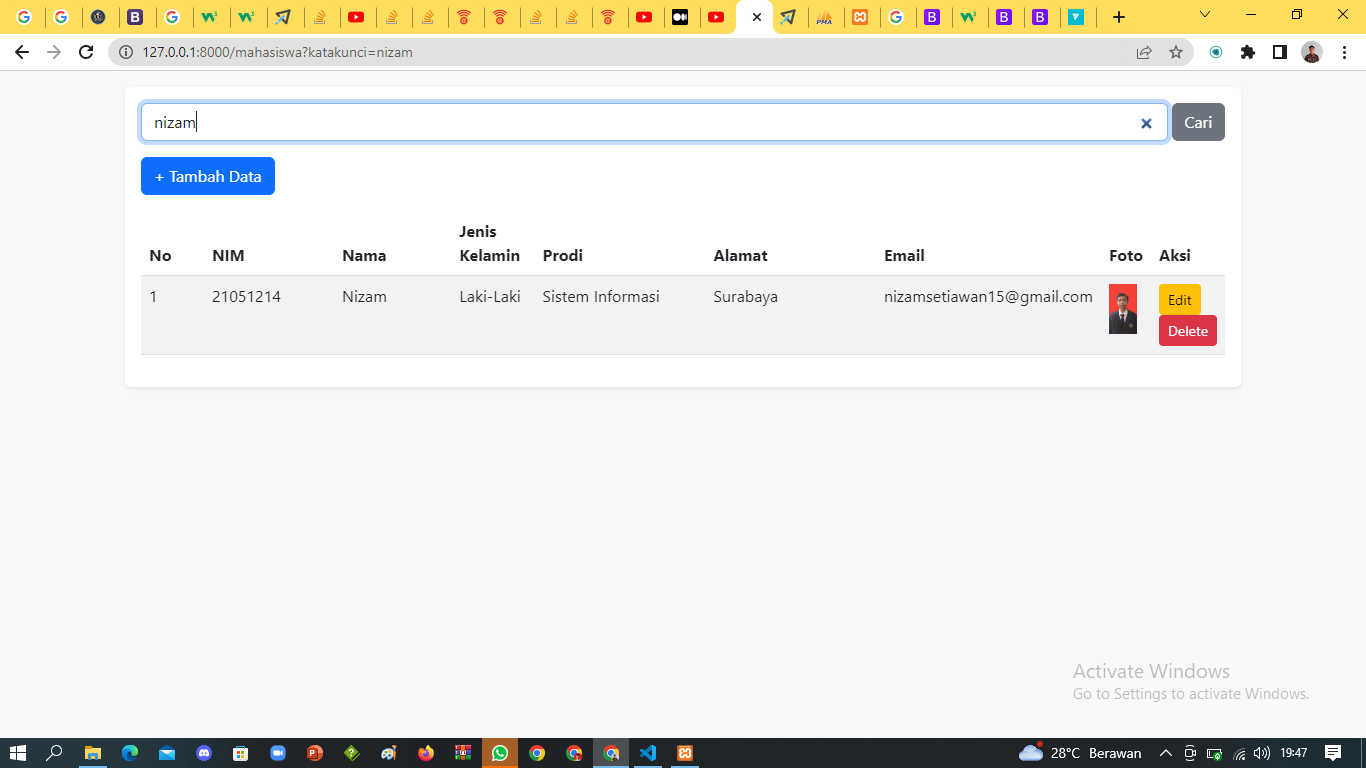 127.0.0.1:8000/mahasiswa?katakunci=nizam
nizam
Cari
+ Tambah Data
No NIM Nama Jenis Kelamin Prodi Alamat Email Foto Aksi
1 21051214 Nizam Laki-Laki Sistem Informasi Surabaya nizamsetiawan15@gmail.com Edit
Delete
Activate Windows
Go to Settings to activate Windows.
28°C Berawan 19:47